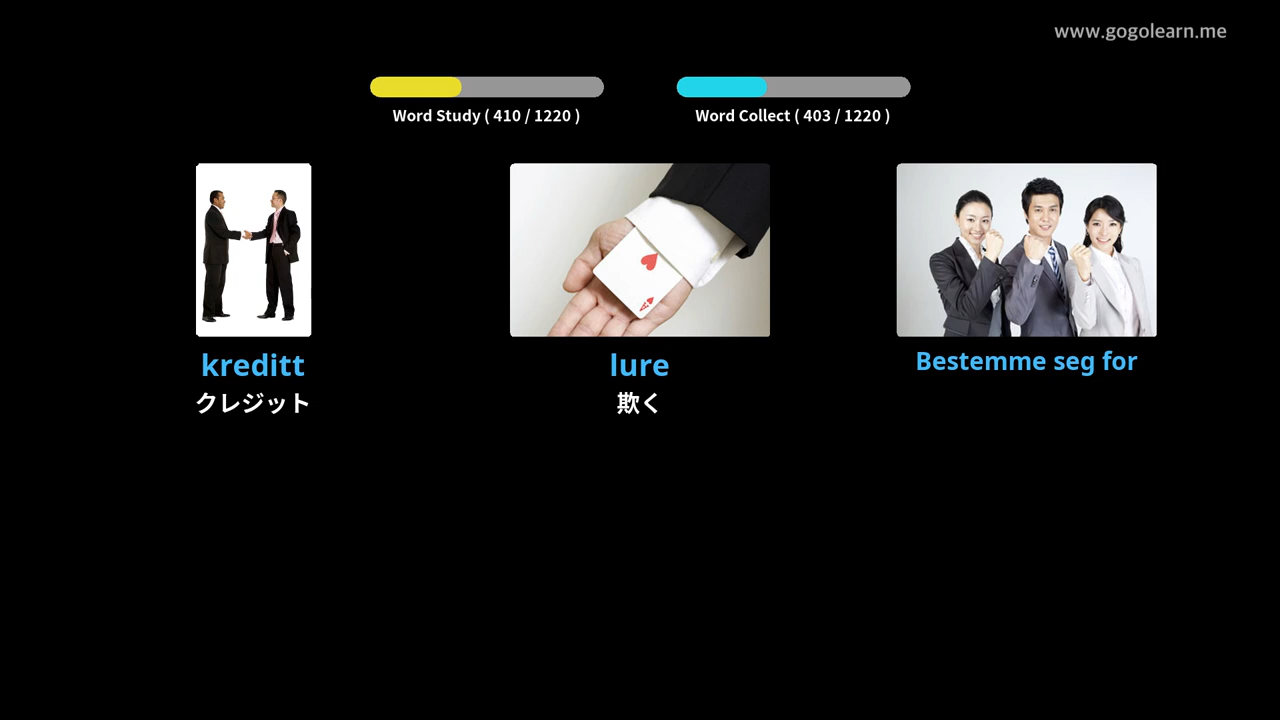 www.gogolearn.me
Word Study ( 410 / 1220 )
Word Collect ( 403 / 1220 )
kreditt
クレジット
lure
欺く
Bestemme seg for